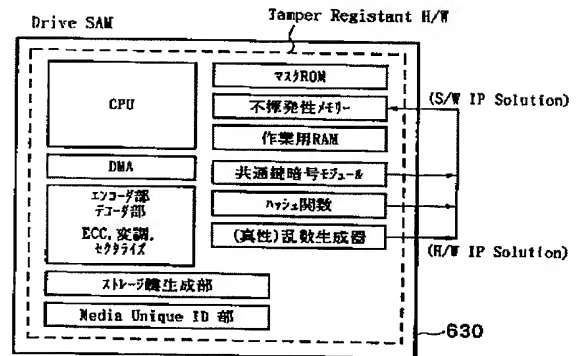 Tamper Registant H/W
Drive SAM
マスクROM
CPU
不揮発性メモリー
(S/W IP Solution)
作業用RAM
DMA
共通鍵暗号モジュール
エンコーダ部
デコーダ部
ハッシュ関数
ECC, 変調,
セクタライズ
(真性)乱数生成器
(H/W IP Solution)
ストレージ鍵生成部
Media Unique ID 部
630